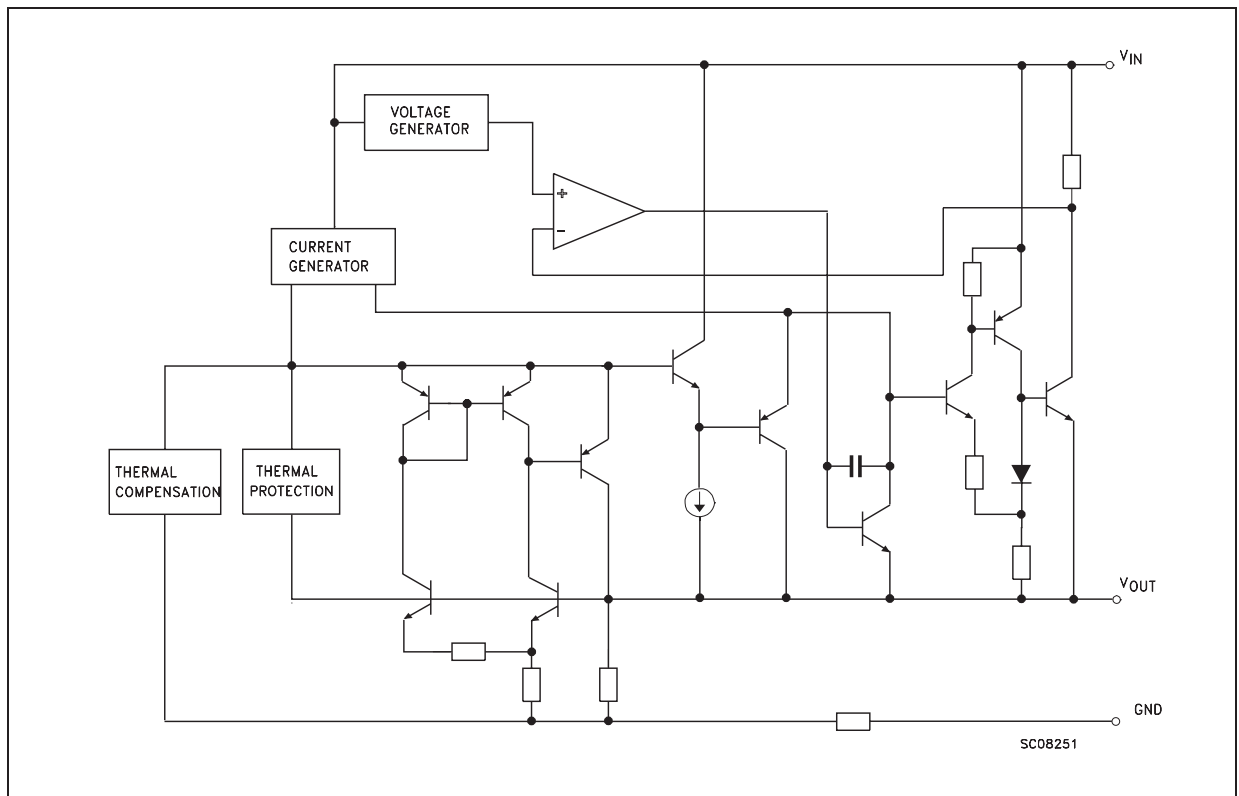 VIN
VOLTAGE
GENERATOR
+
-
CURRENT
GENERATOR
THERMAL
COMPENSATION
THERMAL
PROTECTION
VOUT
GND
SC08251